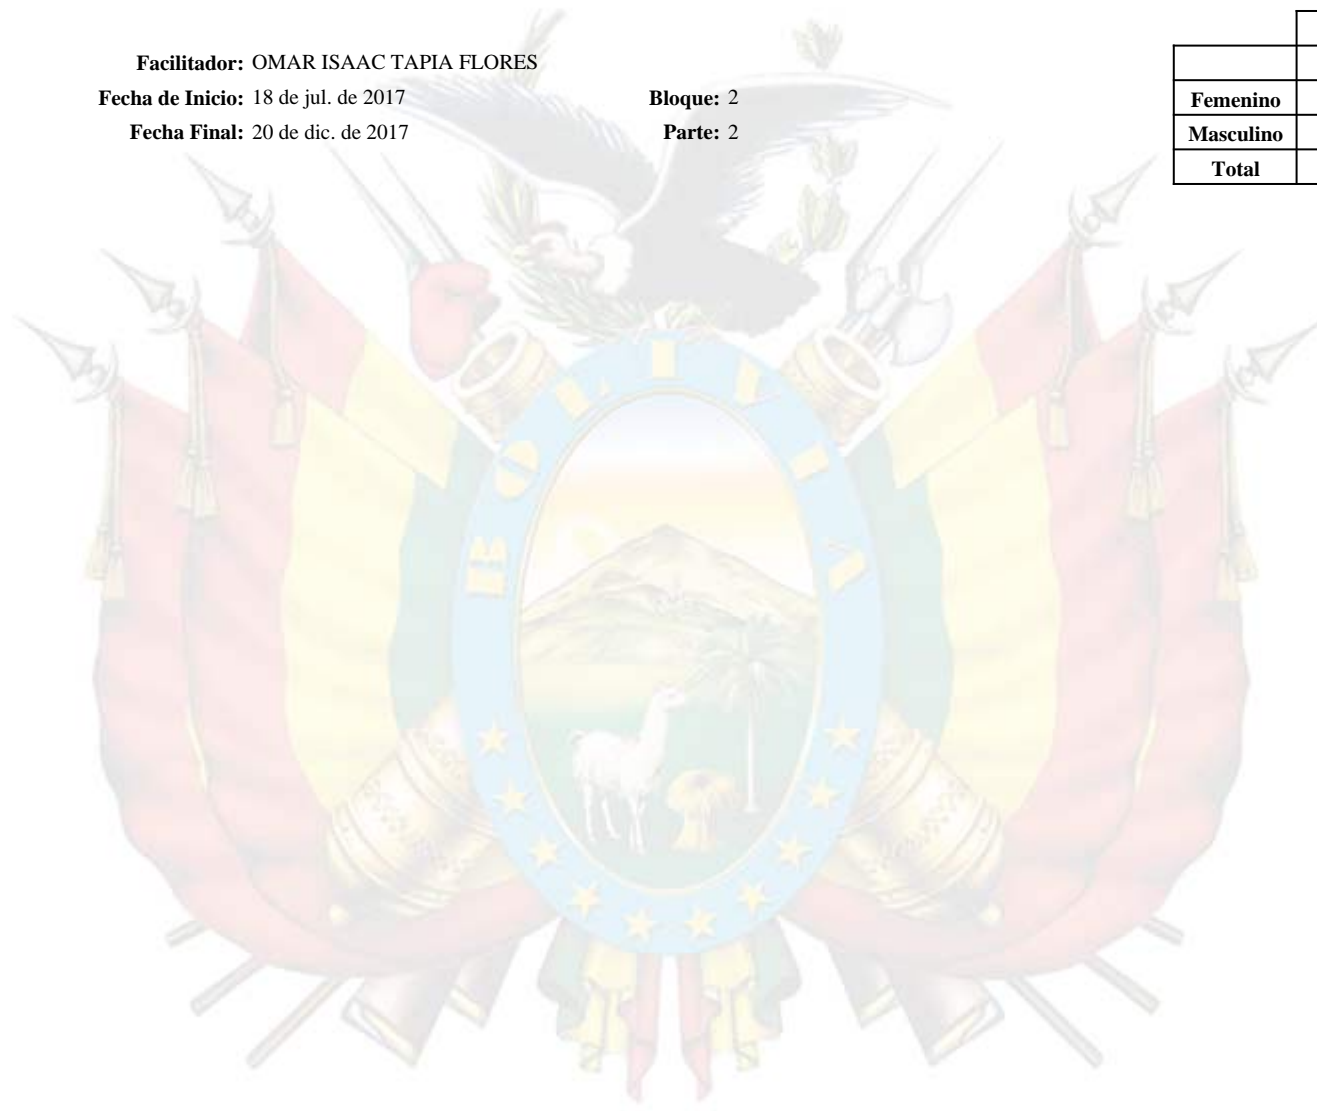 Facilitador: OMAR ISAAC TAPIA FLORES
Fecha de Inicio: 18 de jul. de 2017 Bloque: 2
Fecha Final: 20 de dic. de 2017 Parte: 2
Femenino
Masculino
Total
BOLIVIA